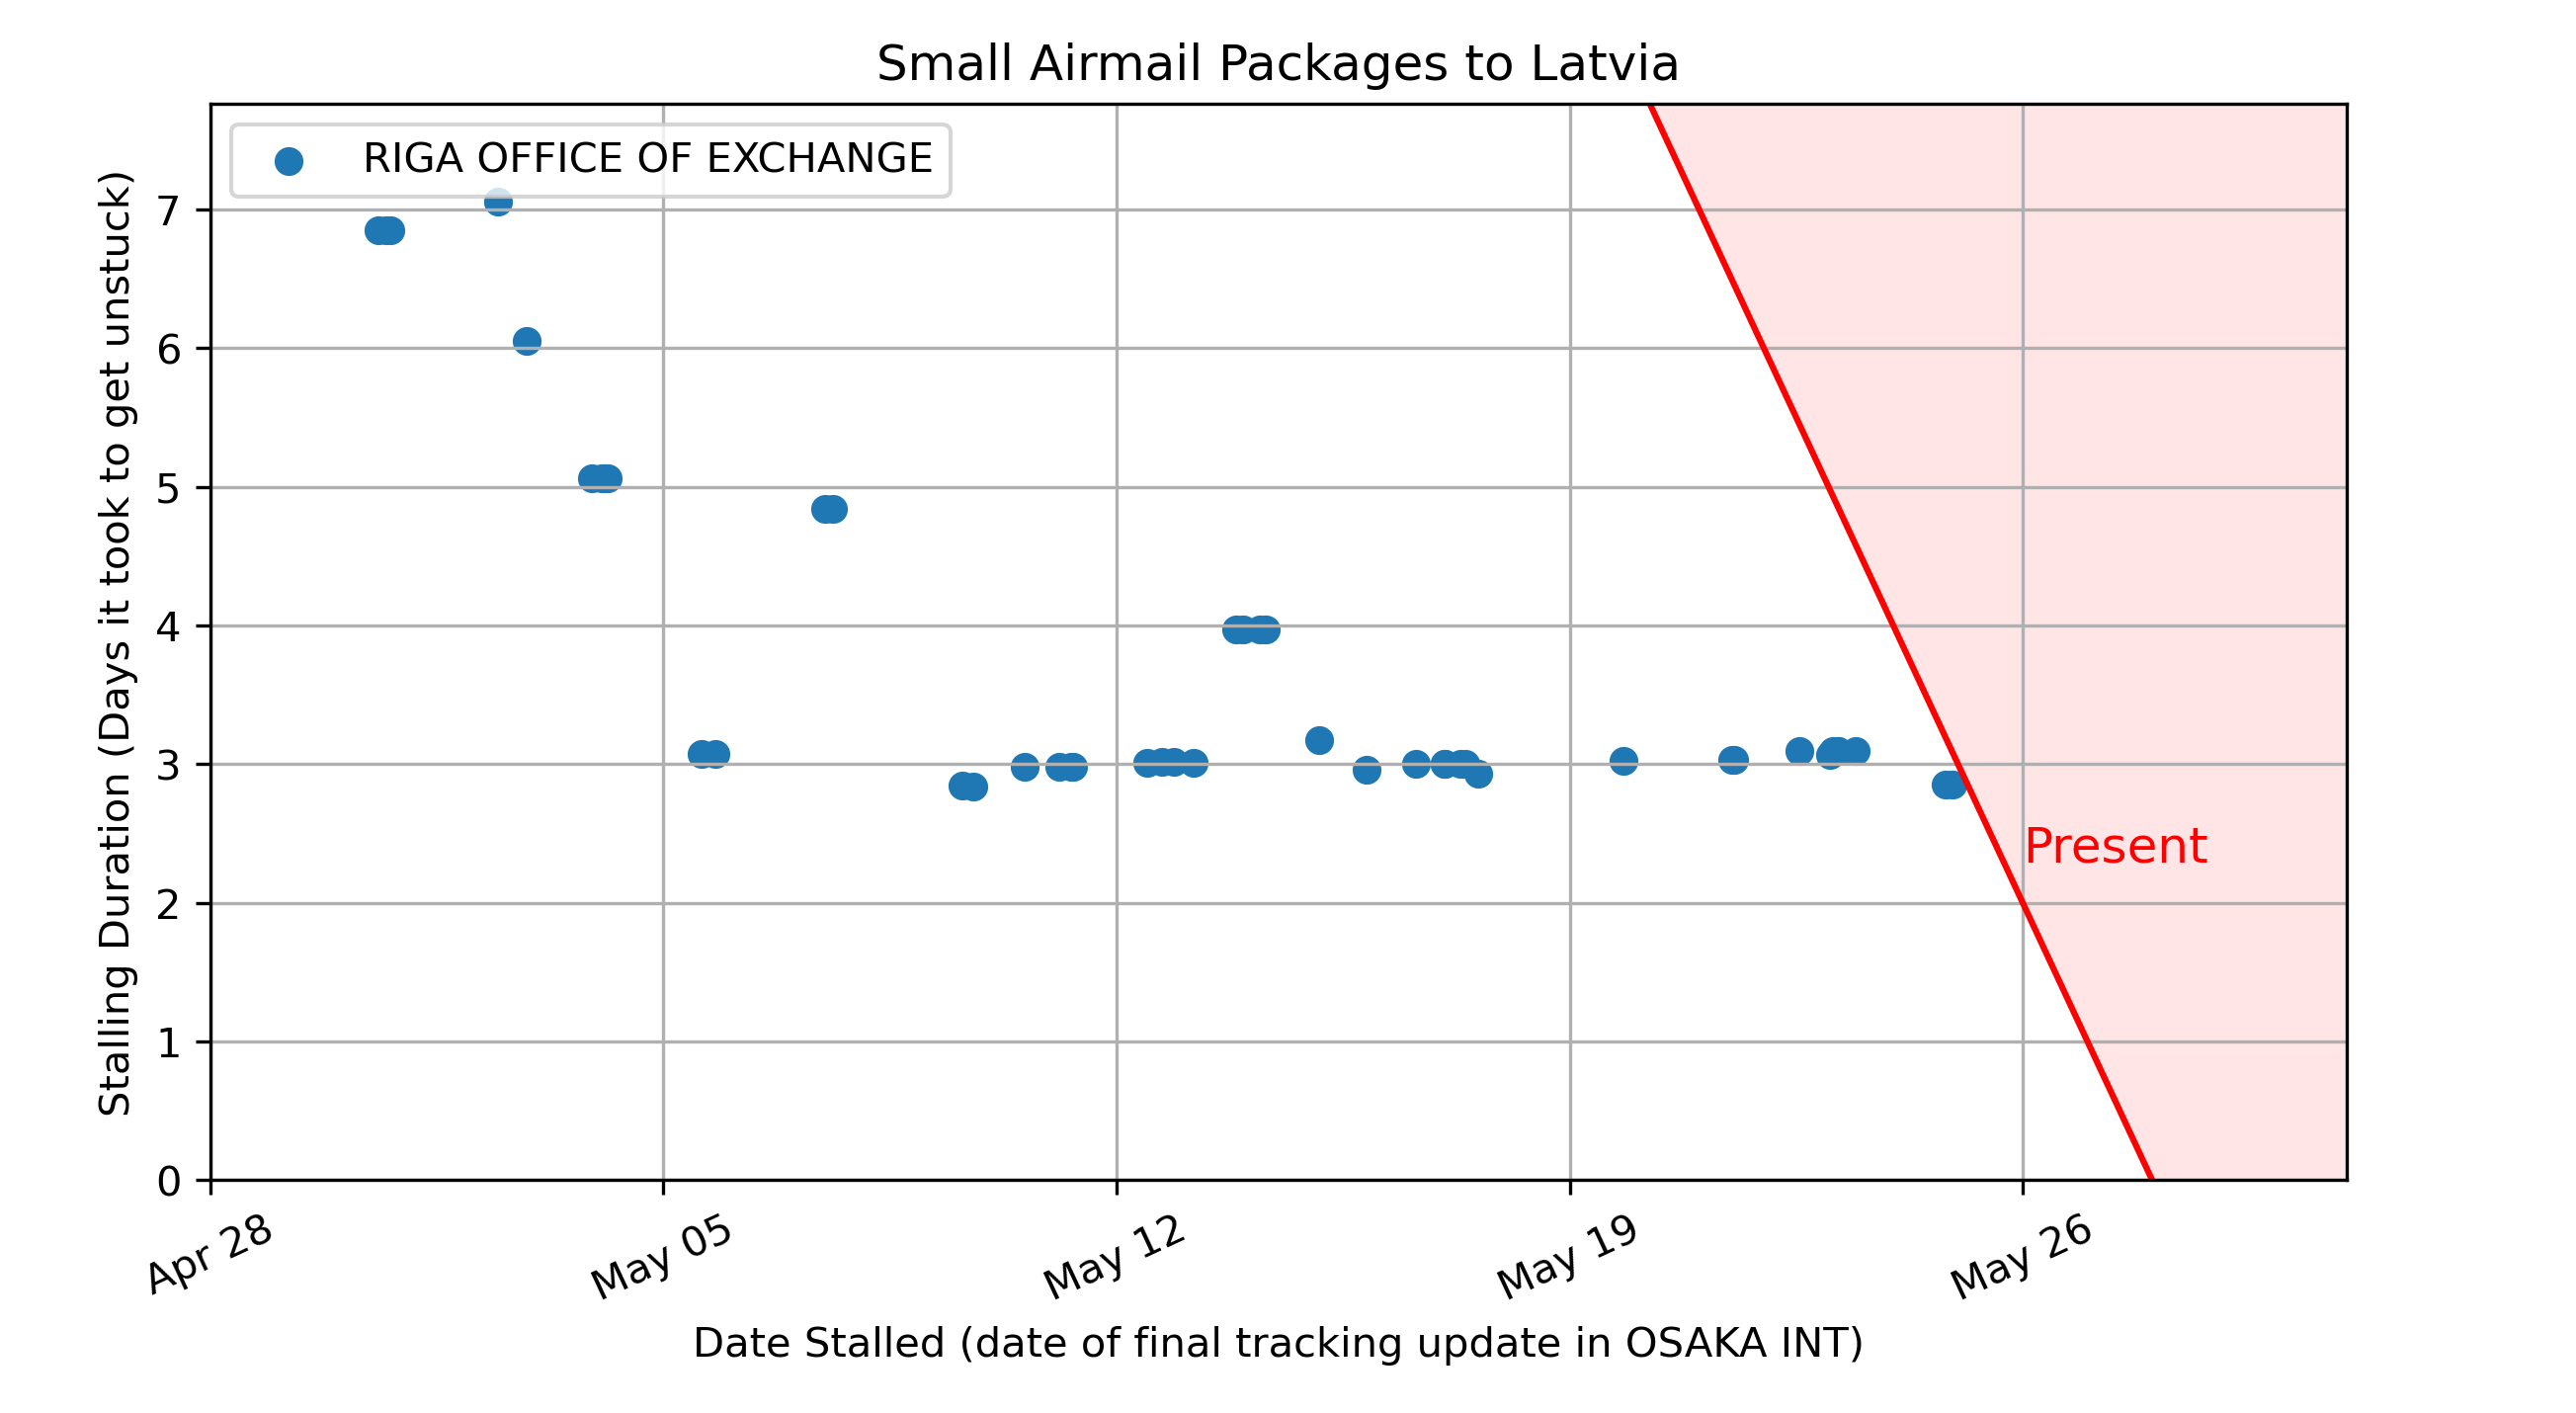 Small Airmail Packages to Latvia
RIGA OFFICE OF EXCHANGE
Stalling Duration (Days it took to get unstuck)
7
6
5
4
3
2
1
0
Present
Apr 28
May 05
May 12
May 19
May 26
Date Stalled (date of final tracking update in OSAKA INT)